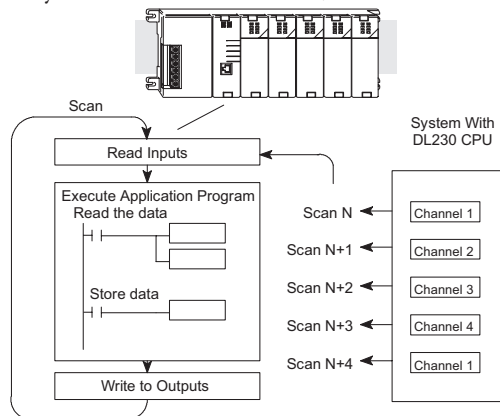 Scan
Read Inputs
Execute Application Program
Read the data
Store data
Write to Outputs
System With
DL230 CPU
Scan N
Channel 1
Scan N+1
Channel 2
Scan N+2
Channel 3
Scan N+3
Channel 4
Scan N+4
Channel 1